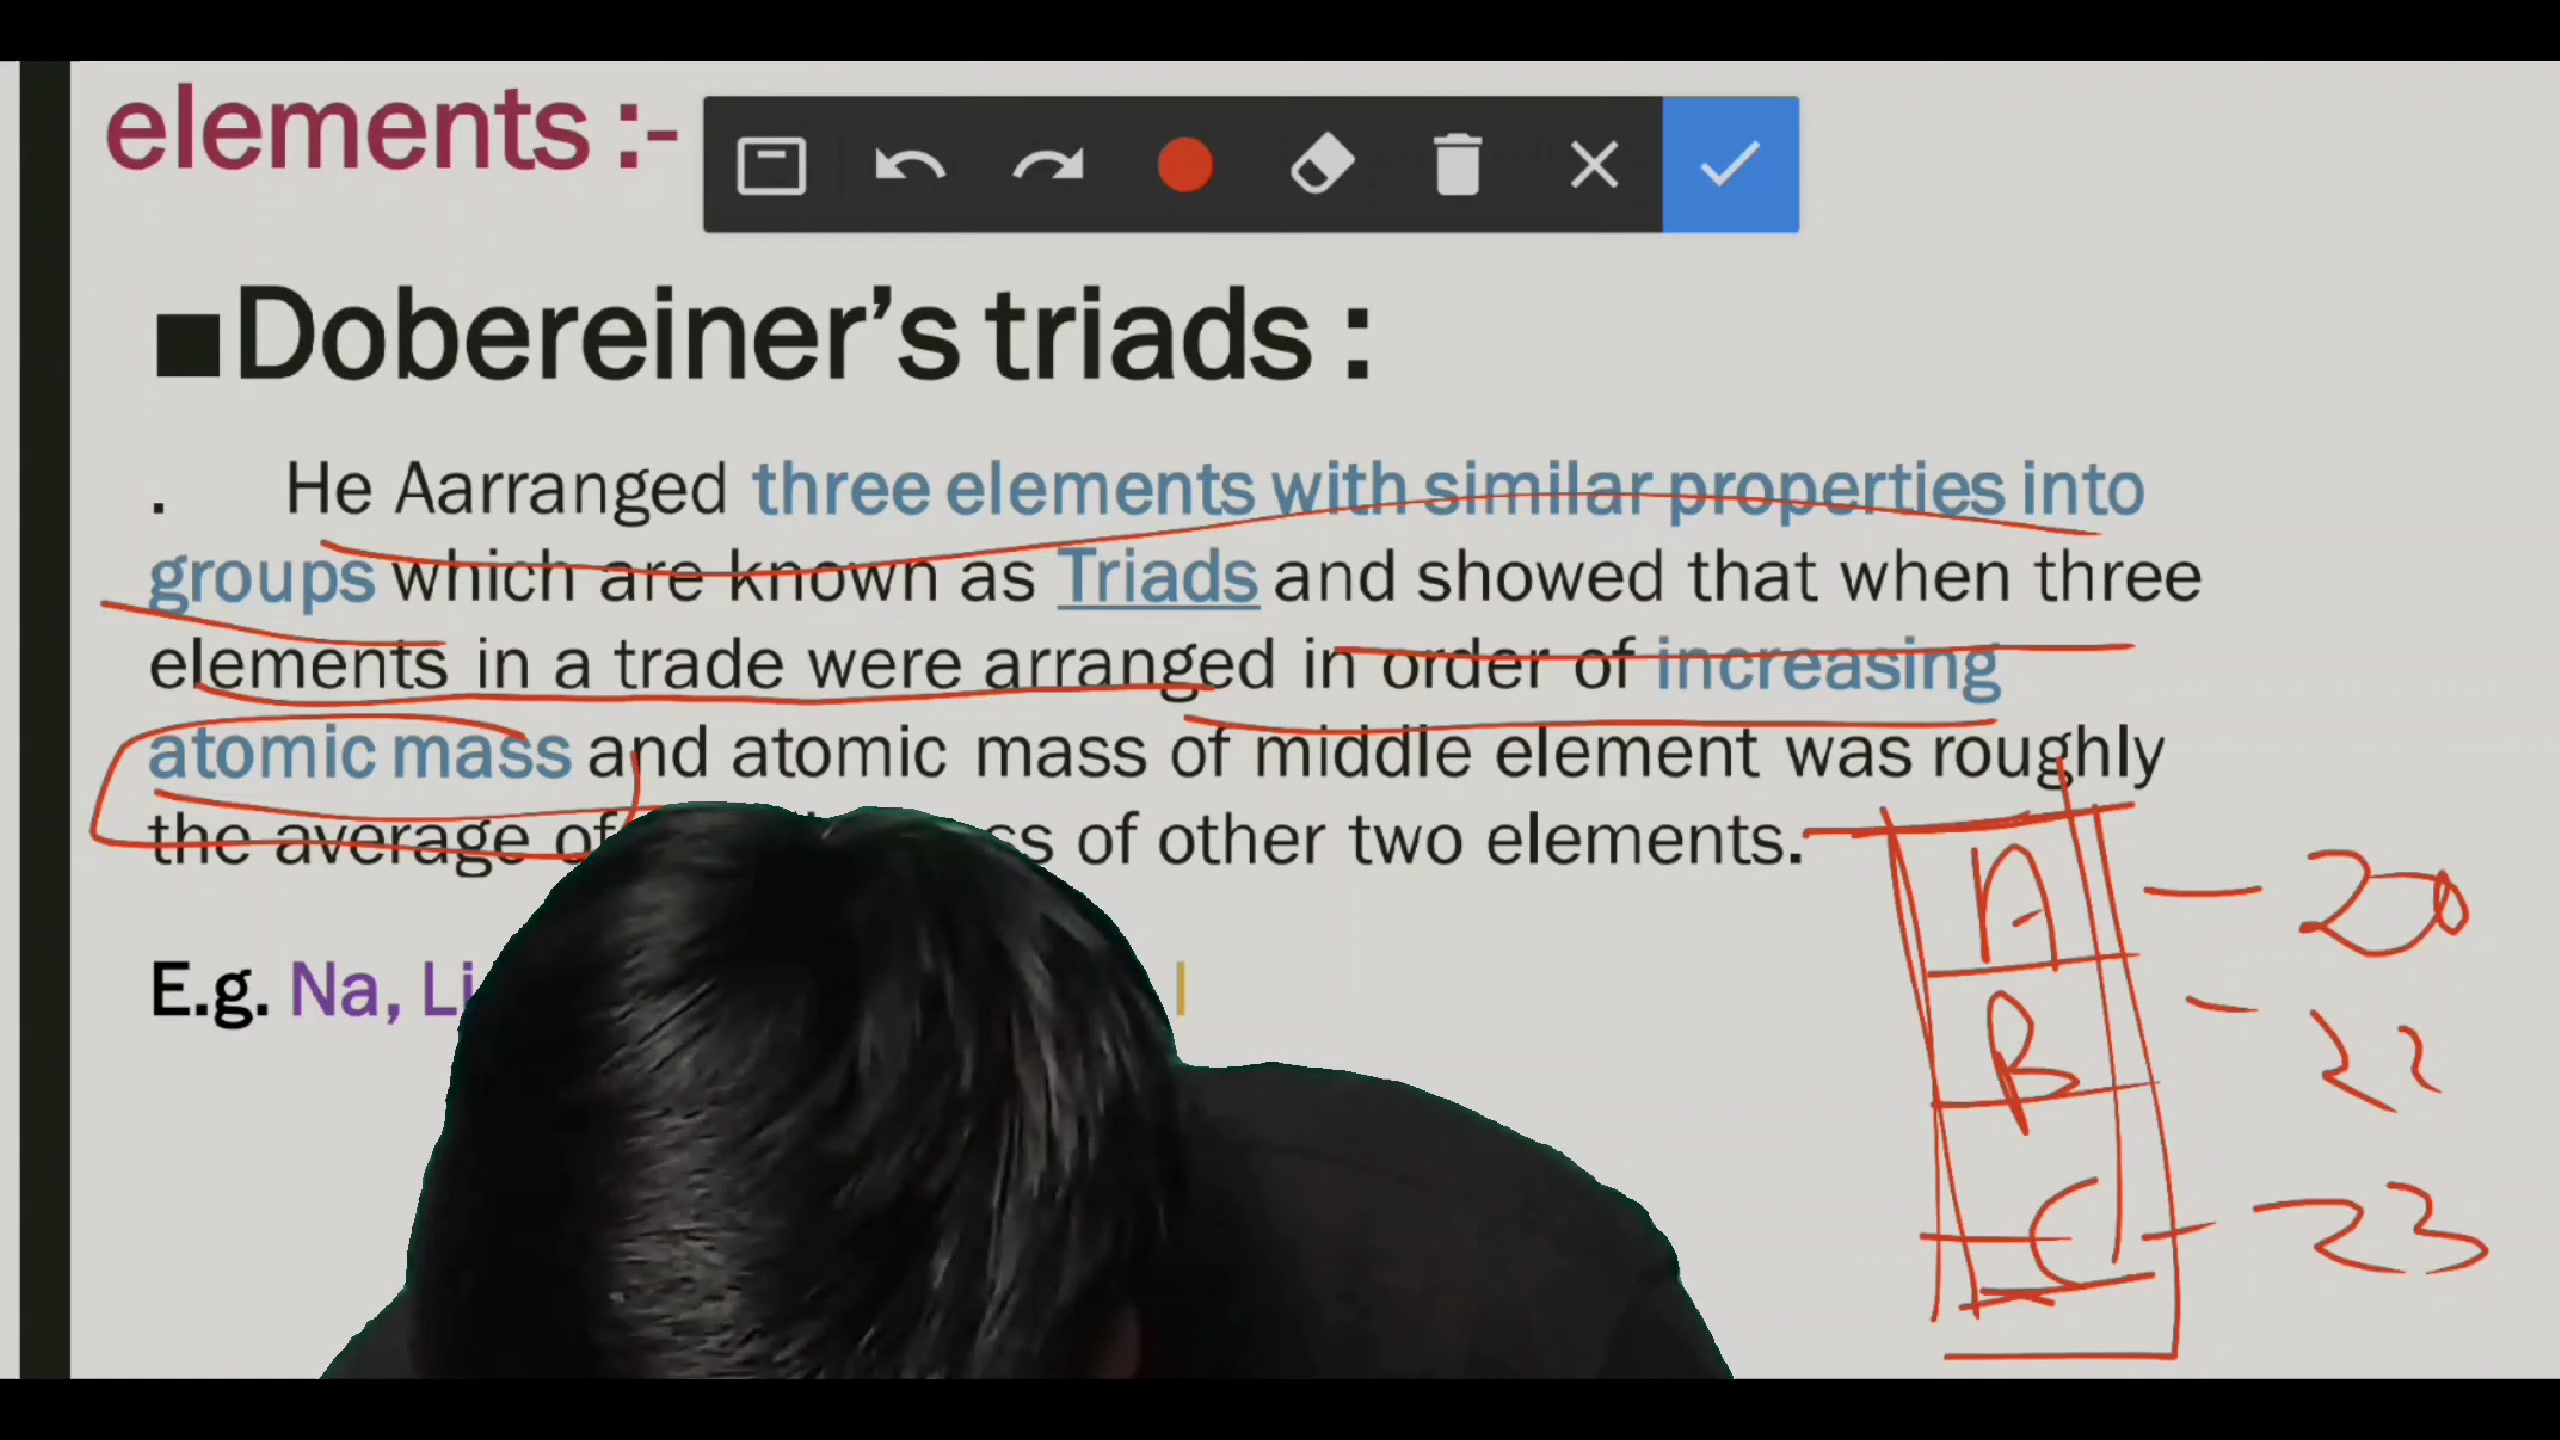 elements :-
■Dobereiner’s triads :
. He Aarranged three elements with similar properties into
groups which are known as Triads and showed that when three
elements in a trade were arranged in order of increasing
atomic mass and atomic mass of middle element was roughly
the average of of other two elements.
E.g. Na, Li I
A — 20
B — 22
C — 23